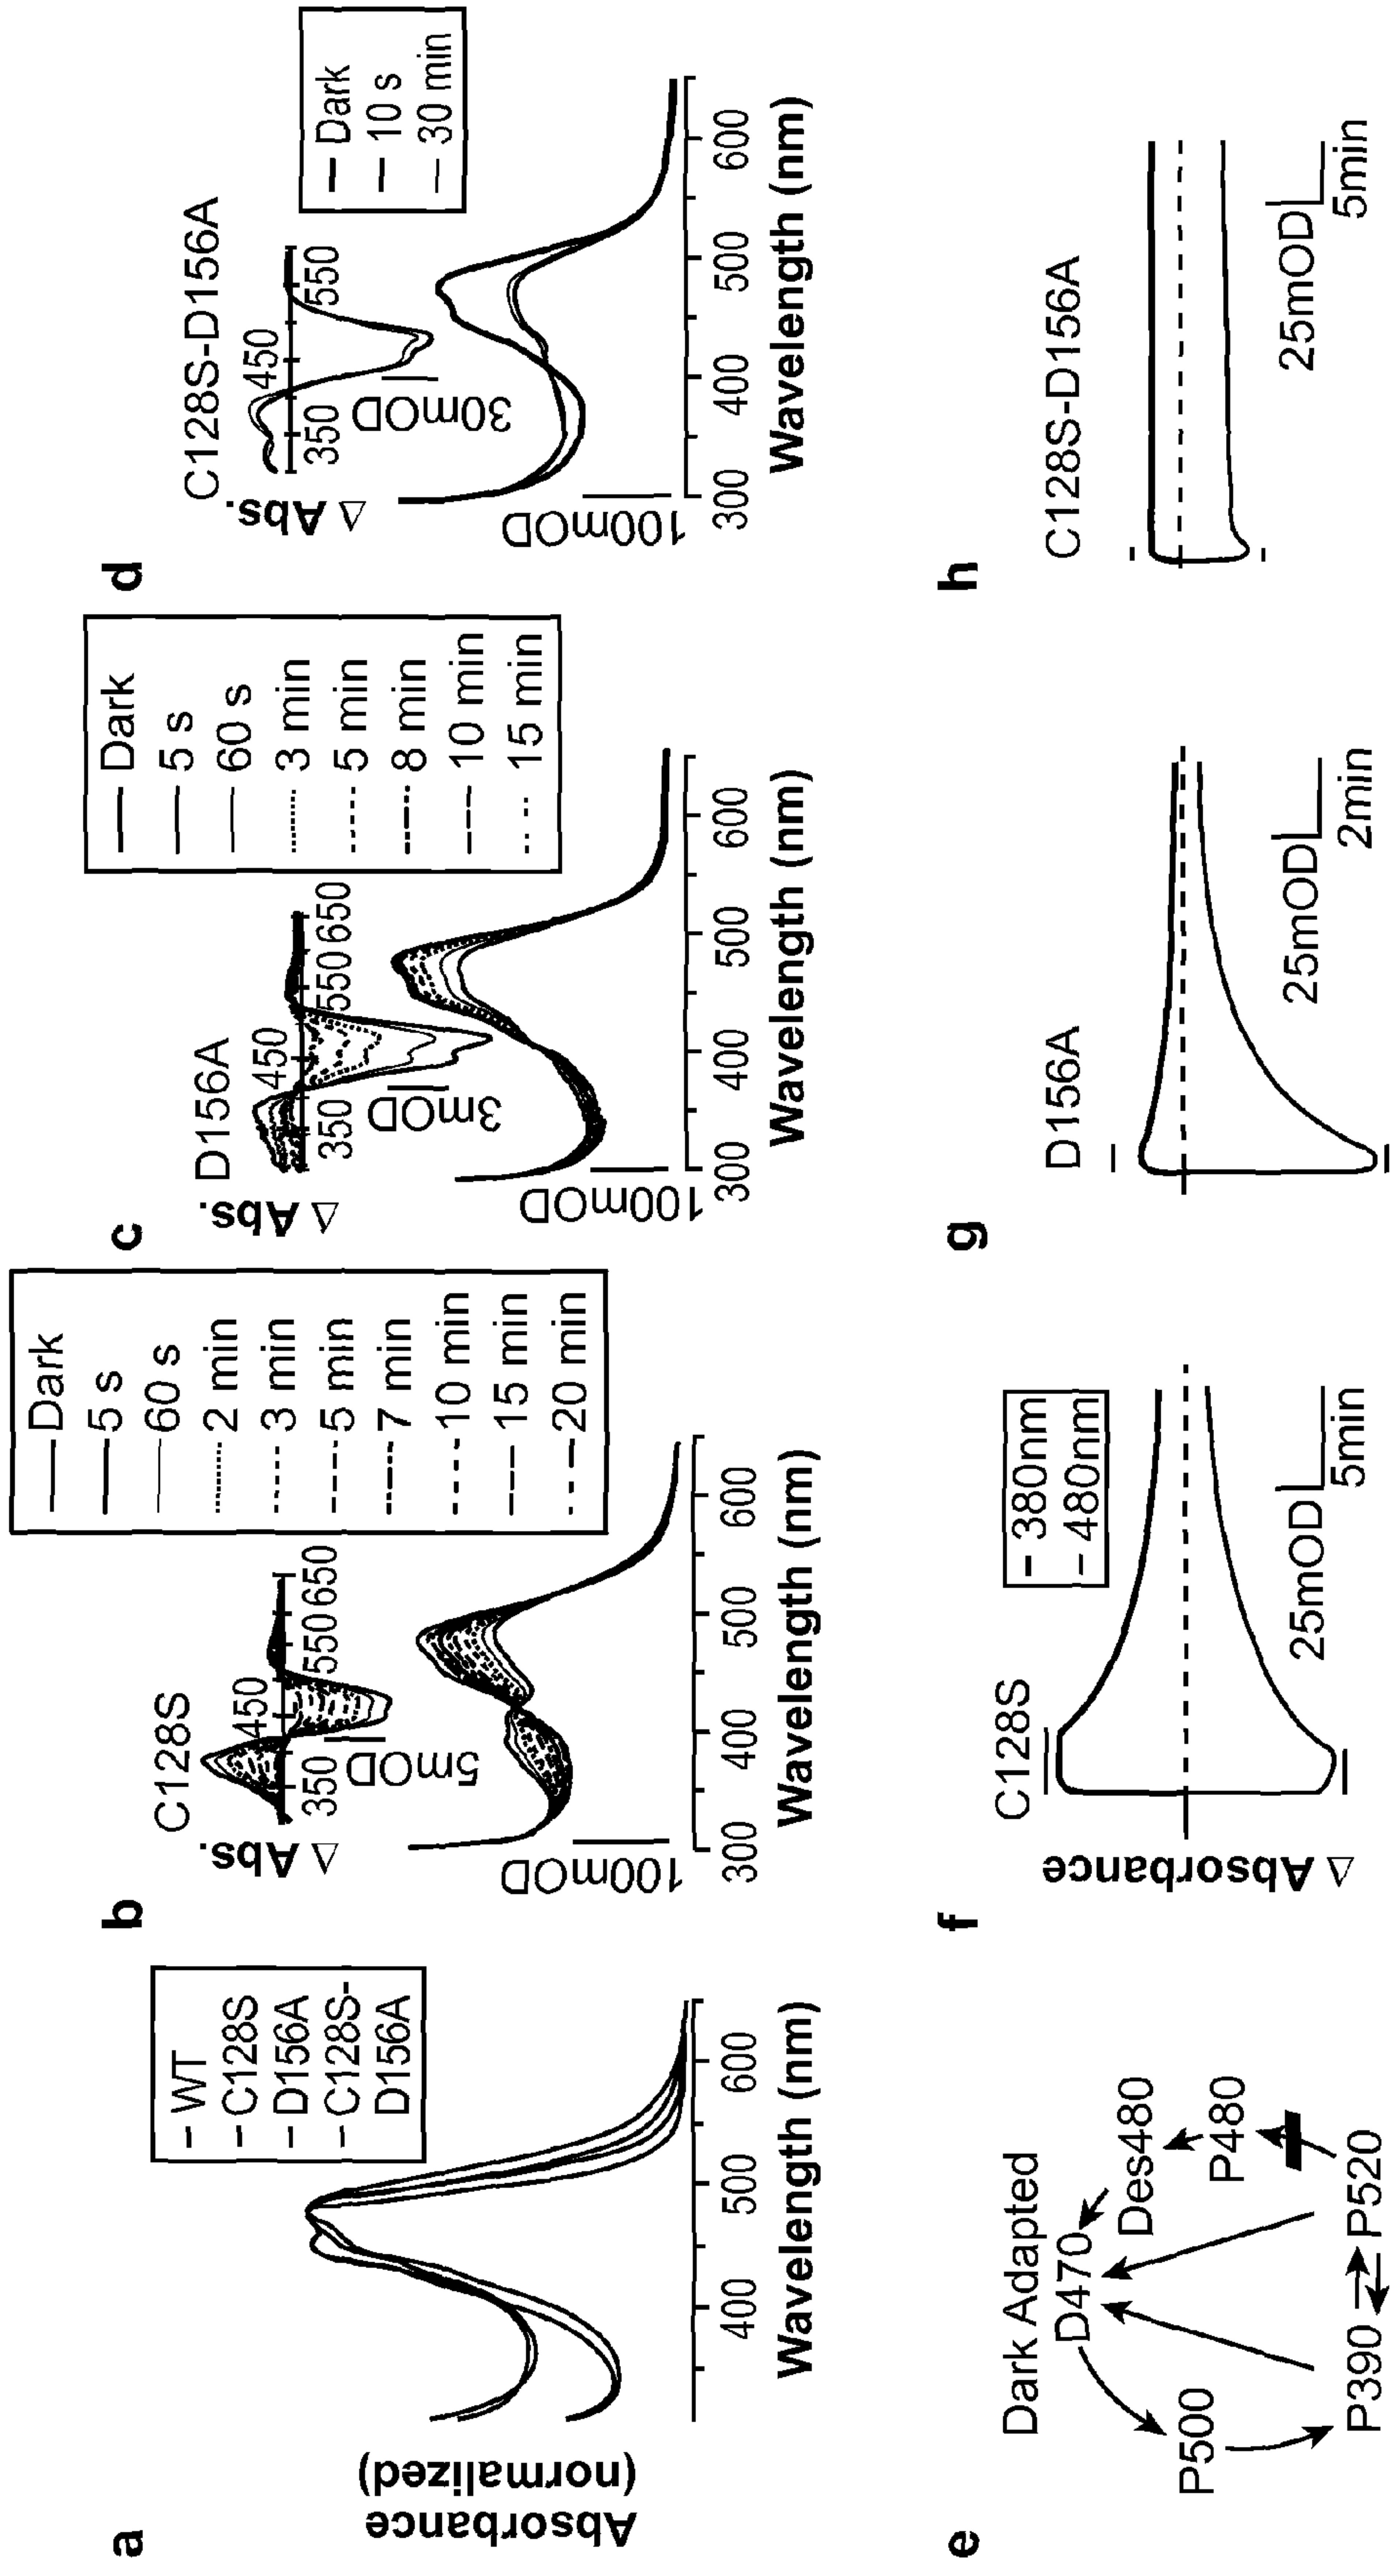 a
Absorbance
(normalized)
WT
C128S
D156A
C128S-
D156A
400
500
600
Wavelength (nm)
b
Δ Abs.
C128S
350
450
550
650
5mOD
Dark
5 s
60 s
2 min
3 min
5 min
7 min
10 min
15 min
20 min
100mOD
300
400
500
600
Wavelength (nm)
c
Δ Abs.
D156A
350
450
550
650
3mOD
Dark
5 s
60 s
3 min
5 min
8 min
10 min
15 min
100mOD
300
400
500
600
Wavelength (nm)
d
Δ Abs.
C128S-D156A
350
450
550
30mOD
Dark
10 s
30 min
100mOD
300
400
500
600
Wavelength (nm)
e
Dark Adapted
D470
Des480
P500
P480
P390
P520
f
Δ Absorbance
C128S
380nm
480nm
25mOD
5min
g
D156A
25mOD
2min
h
C128S-D156A
25mOD
5min